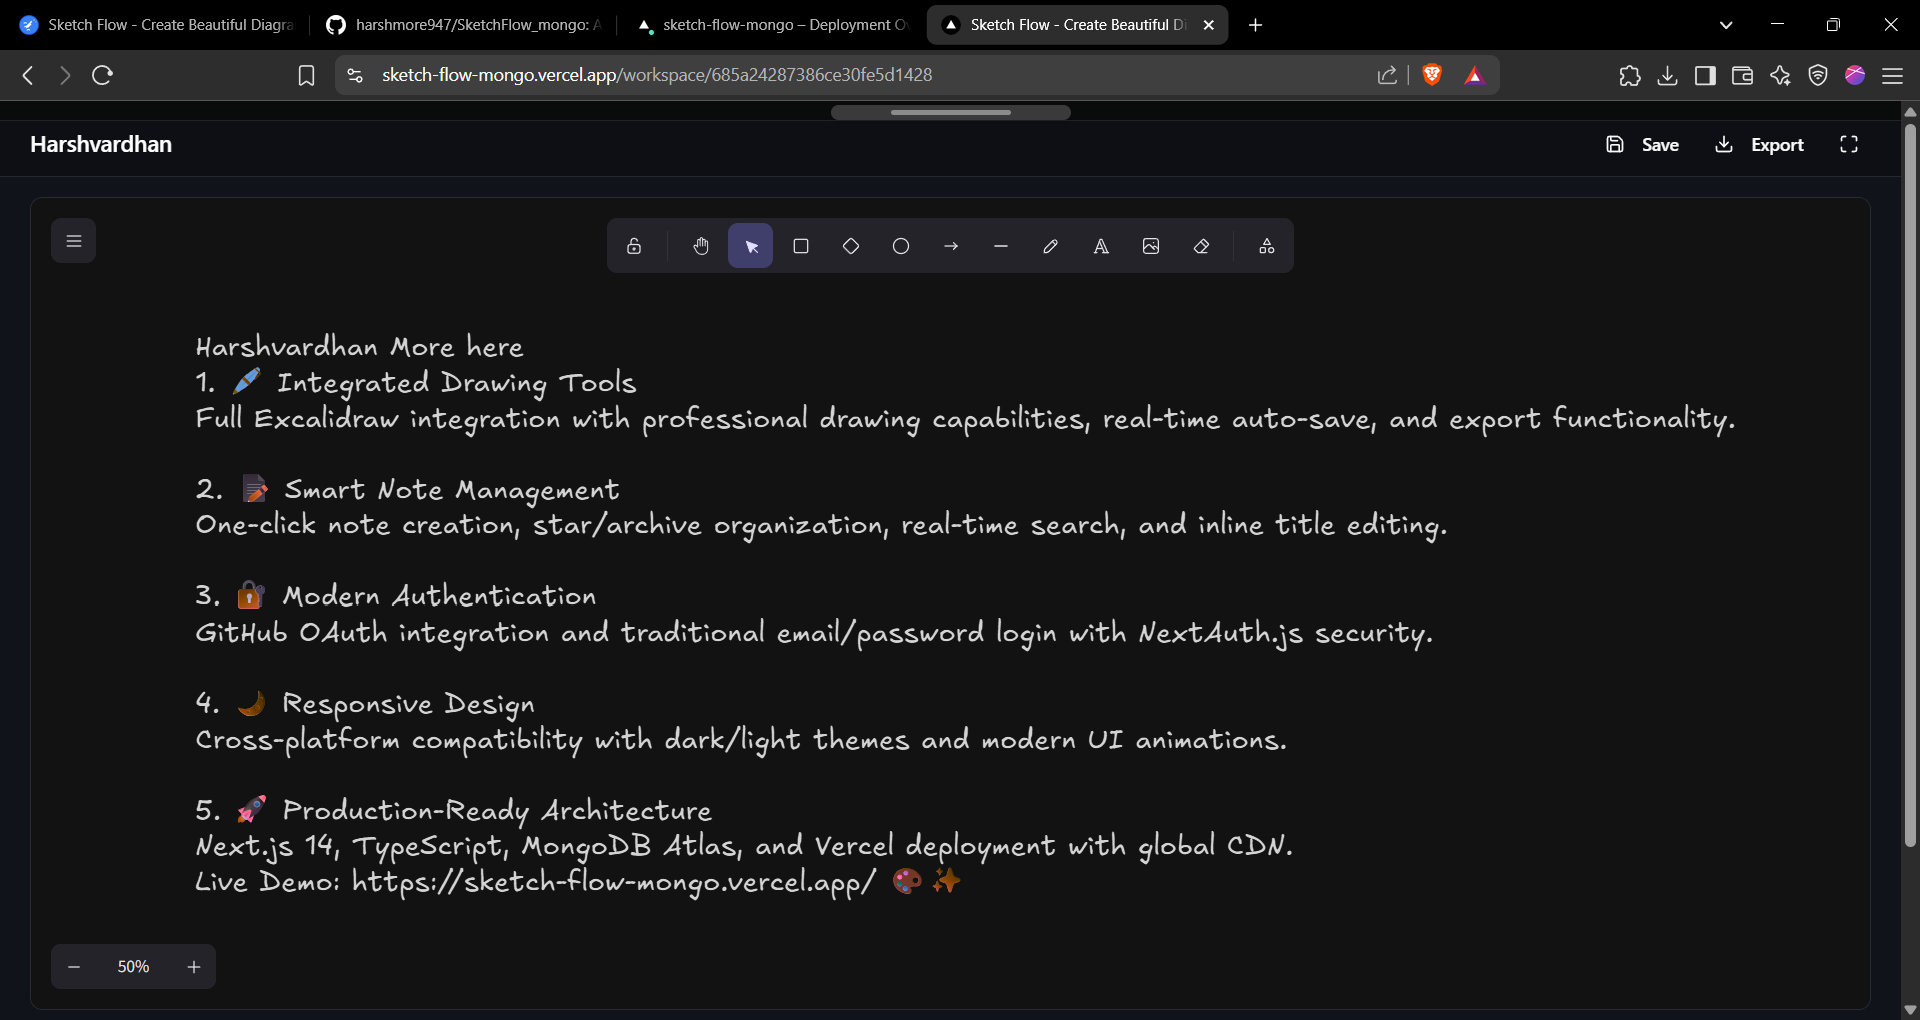 Sketch Flow - Create Beautiful Diagra
harshmore947/SketchFlow_mongo: A
sketch-flow-mongo – Deployment O
Sketch Flow - Create Beautiful Di
sketch-flow-mongo.vercel.app/workspace/685a24287386ce30fe5d1428
Harshvardhan
Save
Export
Harshvardhan More here
1. 🖌️ Integrated Drawing Tools
Full Excalidraw integration with professional drawing capabilities, real-time auto-save, and export functionality.
2. 📝 Smart Note Management
One-click note creation, star/archive organization, real-time search, and inline title editing.
3. 🔐 Modern Authentication
GitHub OAuth integration and traditional email/password login with NextAuth.js security.
4. 🌙 Responsive Design
Cross-platform compatibility with dark/light themes and modern UI animations.
5. 🚀 Production-Ready Architecture
Next.js 14, TypeScript, MongoDB Atlas, and Vercel deployment with global CDN.
Live Demo: https://sketch-flow-mongo.vercel.app/ 🎨✨
50%